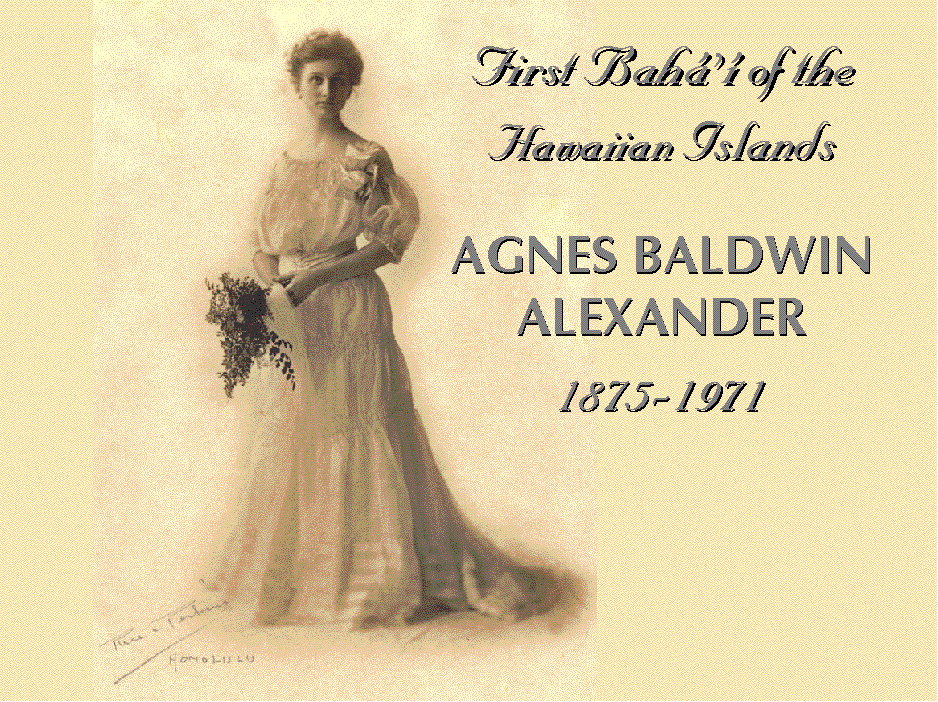 First Bahá'í of the
Hawaiian Islands
AGNES BALDWIN
ALEXANDER
1875-1971
HONOLULU